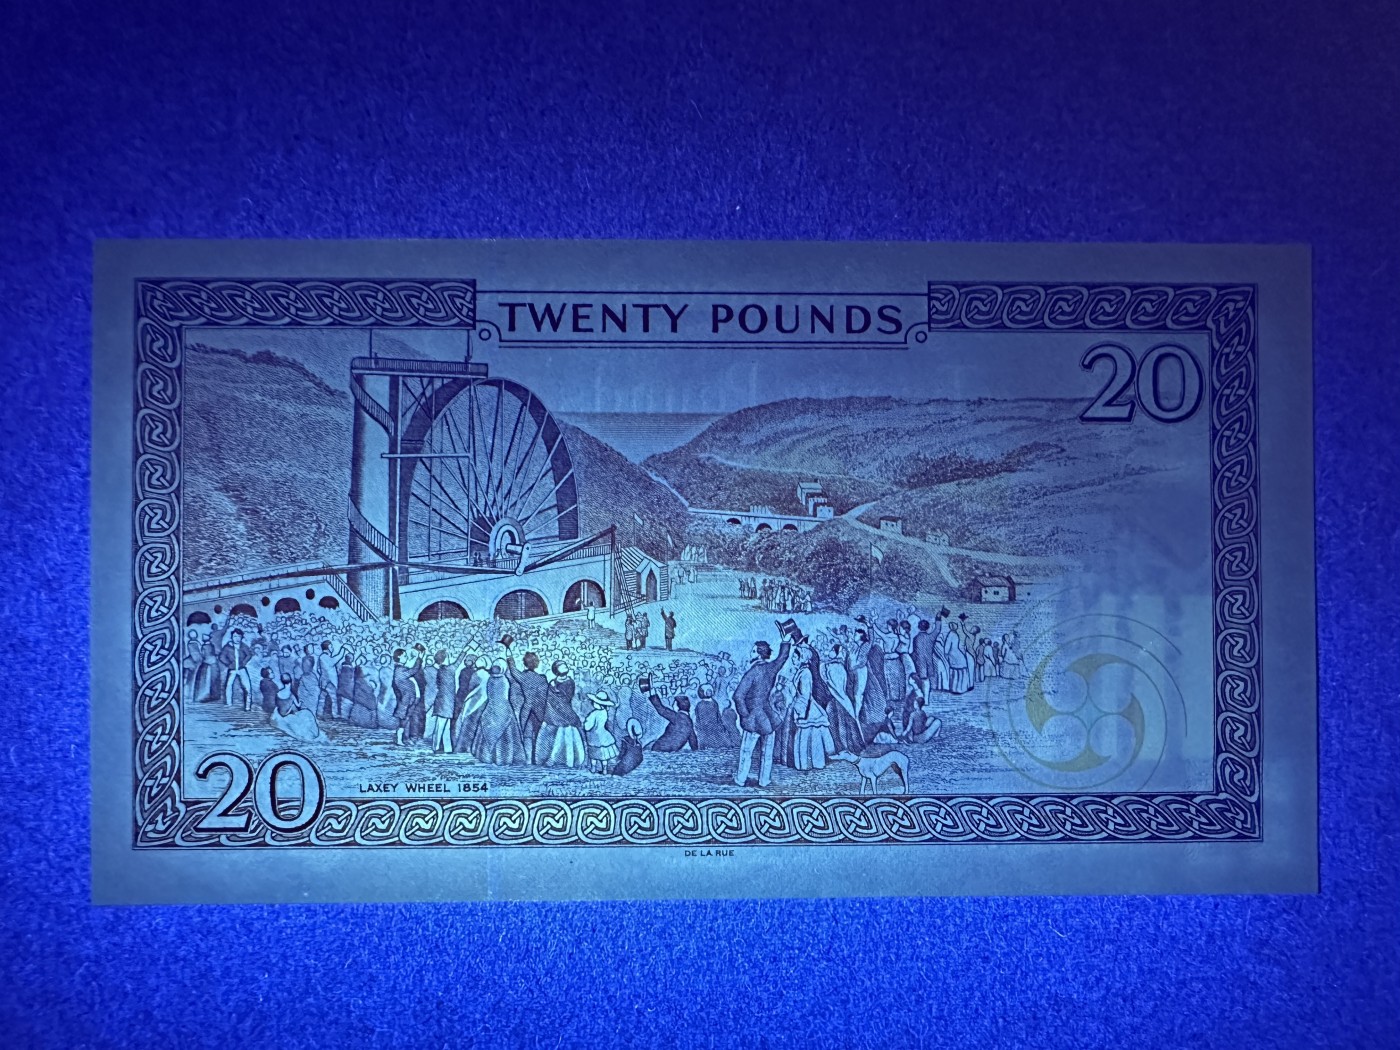 TWENTY POUNDS
20
20
LAXEY WHEEL 1854
DE LA RUE